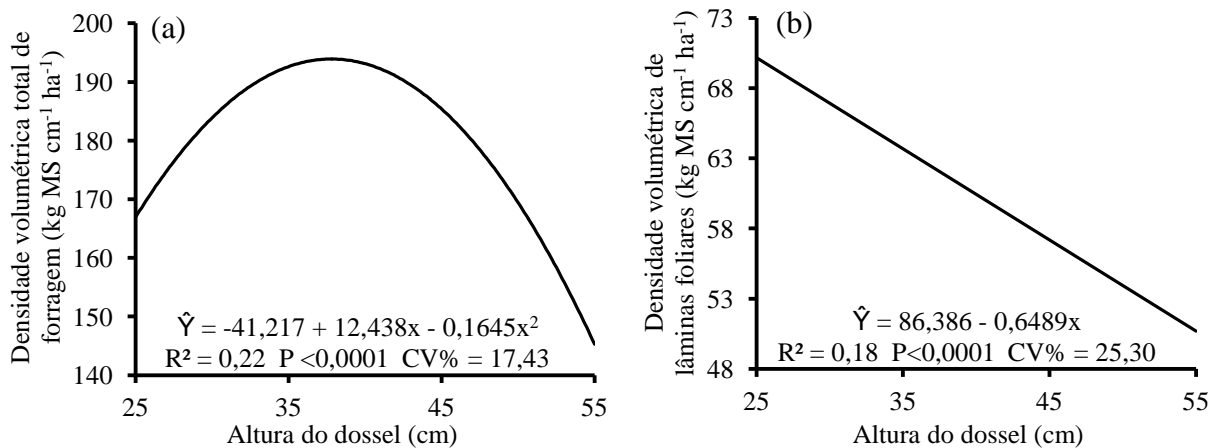 (a)
Densidade volumétrica total de
forragem (kg MS cm⁻¹ ha⁻¹)
200
190
180
170
160
150
140
Ŷ = -41,217 + 12,438x - 0,1645x²
R² = 0,22 P <0,0001 CV% = 17,43
25 35 45 55
Altura do dossel (cm)
(b)
Densidade volumétrica de
lâminas foliares (kg MS cm⁻¹ ha⁻¹)
73
68
63
58
53
48
Ŷ = 86,386 - 0,6489x
R² = 0,18 P<0,0001 CV% = 25,30
25 35 45 55
Altura do dossel (cm)